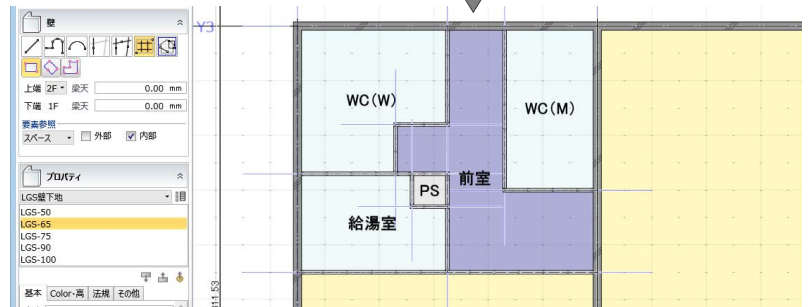 壁
上端 2F 梁天 0.00 mm
下端 1F 梁天 0.00 mm
要素参照
スペース 外部 内部
プロパティ
LGS壁下地
LGS-50
LGS-65
LGS-75
LGS-90
LGS-100
基本 Color・高 法規 その他
Y3
WC(W)
WC(M)
PS
前室
給湯室
11.53